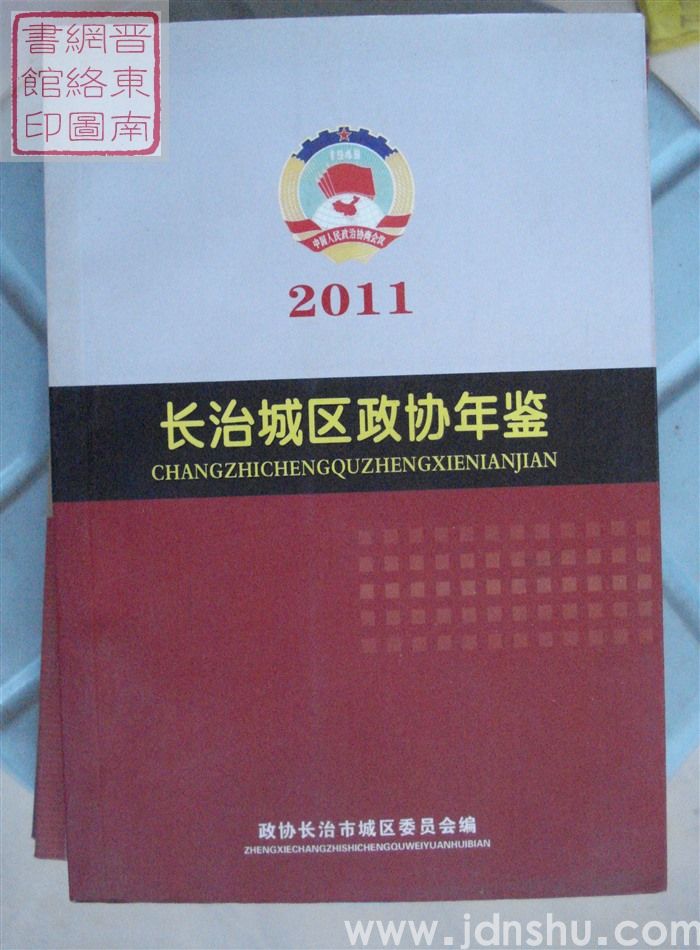 晋東南
網絡圖
書館印
中国人民政治协商会议
2011
长治城区政协年鉴
CHANGZHICHENGQUZHENGXIENIANJIAN
政协长治市城区委员会编
ZHENGXIECHANGZHISHICHENGQUWEIYUANHUIBIAN
www.jdnshu.com